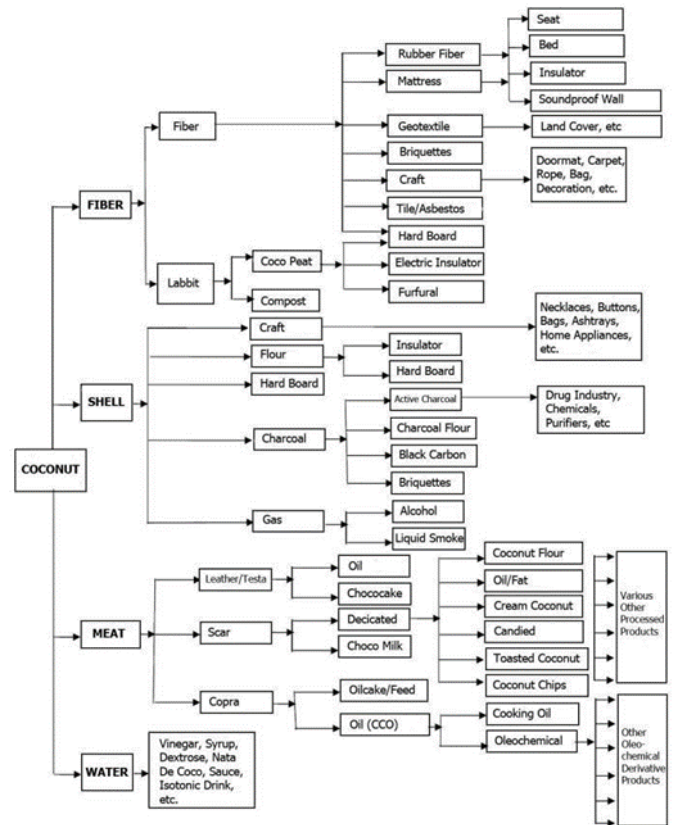 Seat
Rubber Fiber
Bed
Mattress
Insulator
Soundproof Wall
Fiber
Geotextile
Land Cover, etc
Briquettes
Doormat, Carpet,
Rope, Bag,
Decoration, etc.
Craft
FIBER
Tile/Asbestos
Hard Board
Coco Peat
Electric Insulator
Labbit
Compost
Furfural
Craft
Necklaces, Buttons,
Bags, Ashtrays,
Home Appliances,
etc.
Flour
Insulator
Hard Board
Hard Board
SHELL
Active Charcoal
Drug Industry,
Chemicals,
Purifiers, etc
Charcoal
Charcoal Flour
Black Carbon
COCONUT
Briquettes
Gas
Alcohol
Liquid Smoke
Coconut Flour
Leather/Testa
Oil
Oil/Fat
Chococake
Cream Coconut
Various
Other
Processed
Products
MEAT
Scar
Decicated
Candied
Choco Milk
Toasted Coconut
Coconut Chips
Copra
Oilcake/Feed
Oil (CCO)
Cooking Oil
Oleochemical
Other
Oleo-
chemical
Derivative
Products
WATER
Vinegar, Syrup,
Dextrose, Nata
De Coco, Sauce,
Isotonic Drink,
etc.